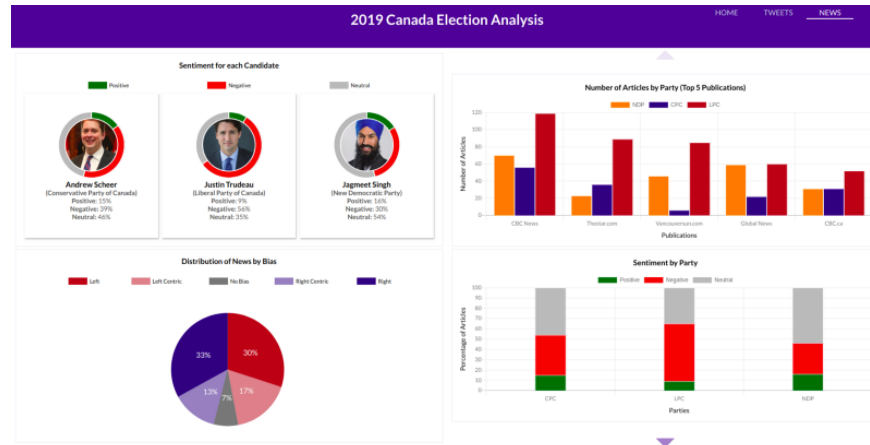 2019 Canada Election Analysis
HOME TWEETS NEWS
Sentiment for each Candidate
Positive Negative Neutral
Andrew Scheer
(Conservative Party of Canada)
Positive: 15%
Negative: 39%
Neutral: 46%
Justin Trudeau
(Liberal Party of Canada)
Positive: 9%
Negative: 56%
Neutral: 35%
Jagmeet Singh
(New Democratic Party)
Positive: 16%
Negative: 30%
Neutral: 54%
Number of Articles by Party (Top 5 Publications)
NDP CPC LPC
Number of Articles
120
100
80
60
40
20
0
CBC News Thestar.com Vancouversun.com Global News CBC.ca
Publications
Distribution of News by Bias
Left Left Centric No Bias Right Centric Right
33%
30%
13%
7%
17%
Sentiment by Party
Positive Negative Neutral
Percentage of Articles
100
90
80
70
60
50
40
30
20
10
0
CPC LPC NDP
Parties